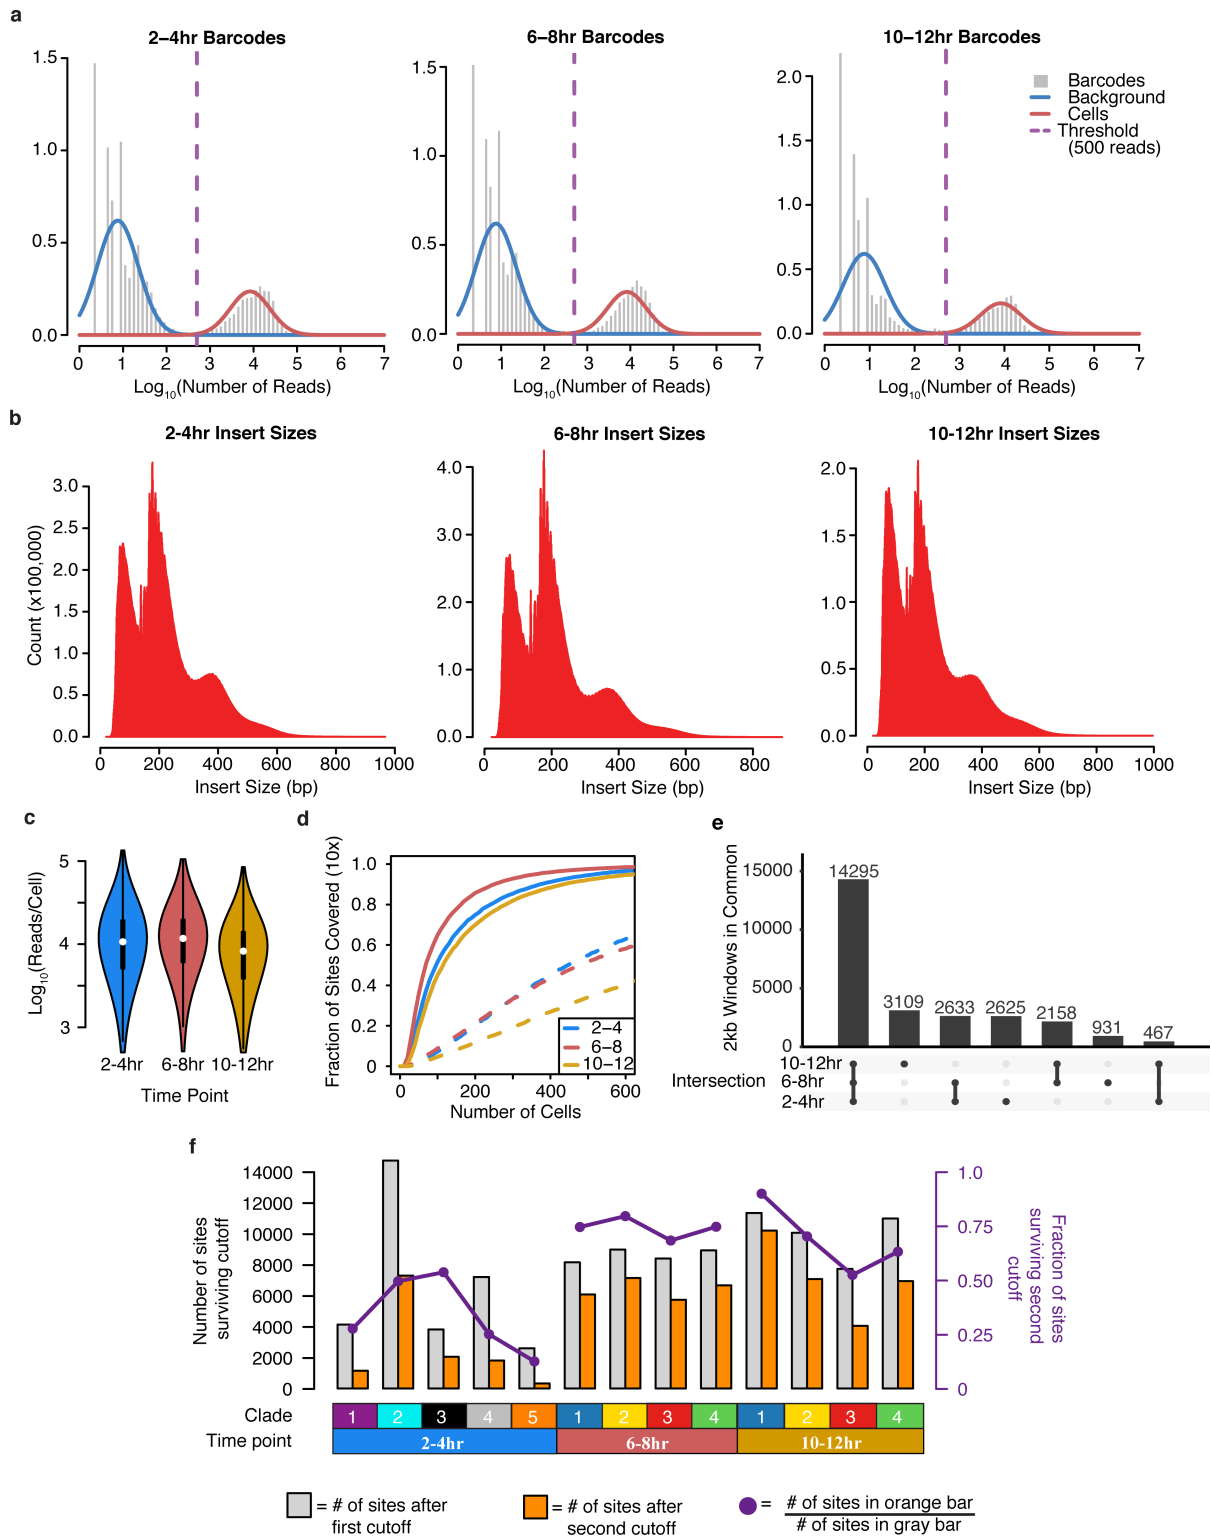 a
2–4hr Barcodes
6–8hr Barcodes
10–12hr Barcodes
1.5
1.0
0.5
0.0
0 1 2 3 4 5 6 7
Log10(Number of Reads)
1.5
1.0
0.5
0.0
0 1 2 3 4 5 6 7
Log10(Number of Reads)
2.0
1.5
1.0
0.5
0.0
0 1 2 3 4 5 6 7
Log10(Number of Reads)
Barcodes
Background
Cells
Threshold
(500 reads)
b
2-4hr Insert Sizes
6-8hr Insert Sizes
10-12hr Insert Sizes
Count (x100,000)
3.0
2.5
2.0
1.5
1.0
0.5
0.0
0 200 400 600 800 1000
Insert Size (bp)
4.0
3.0
2.0
1.0
0.0
0 200 400 600 800
Insert Size (bp)
2.0
1.5
1.0
0.5
0.0
0 200 400 600 800 1000
Insert Size (bp)
c
Log10(Reads/Cell)
5
4
3
2-4hr 6-8hr 10-12hr
Time Point
d
Fraction of Sites Covered (10x)
1.0
0.8
0.6
0.4
0.2
0
2–4
6–8
10–12
0 200 400 600
Number of Cells
e
2kb Windows in Common
15000
10000
5000
0
14295
3109
2633
2625
2158
931
467
Intersection
10-12hr
6-8hr
2-4hr
f
Number of sites
surviving cutoff
14000
12000
10000
8000
6000
4000
2000
0
1.0
0.75
0.50
0.25
0
Fraction of sites
surviving second
cutoff
Clade 1 2 3 4 5 1 2 3 4 1 2 3 4
Time point 2-4hr 6-8hr 10-12hr
= # of sites after
first cutoff
= # of sites after
second cutoff
= # of sites in orange bar
# of sites in gray bar